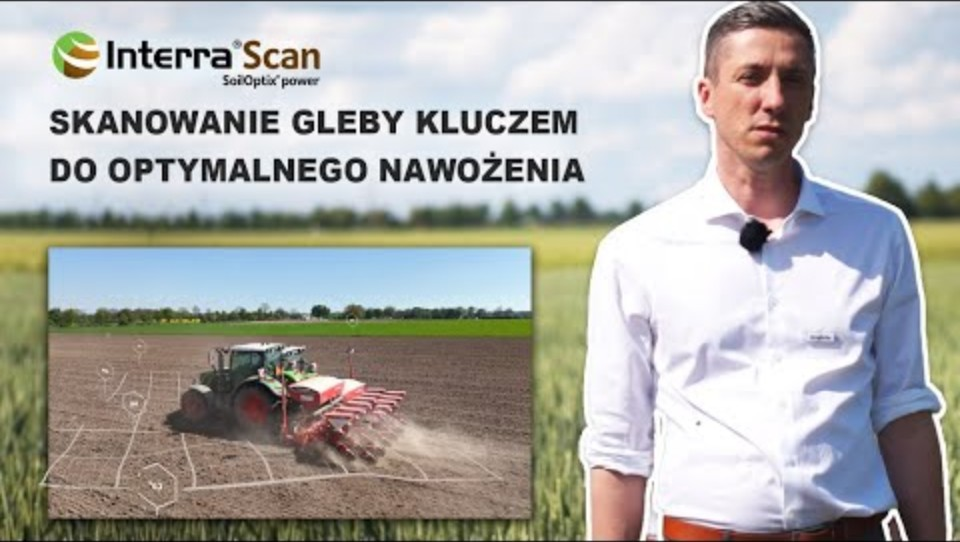 Interra® Scan
SoilOptix® power
SKANOWANIE GLEBY KLUCZEM
DO OPTYMALNEGO NAWOŻENIA